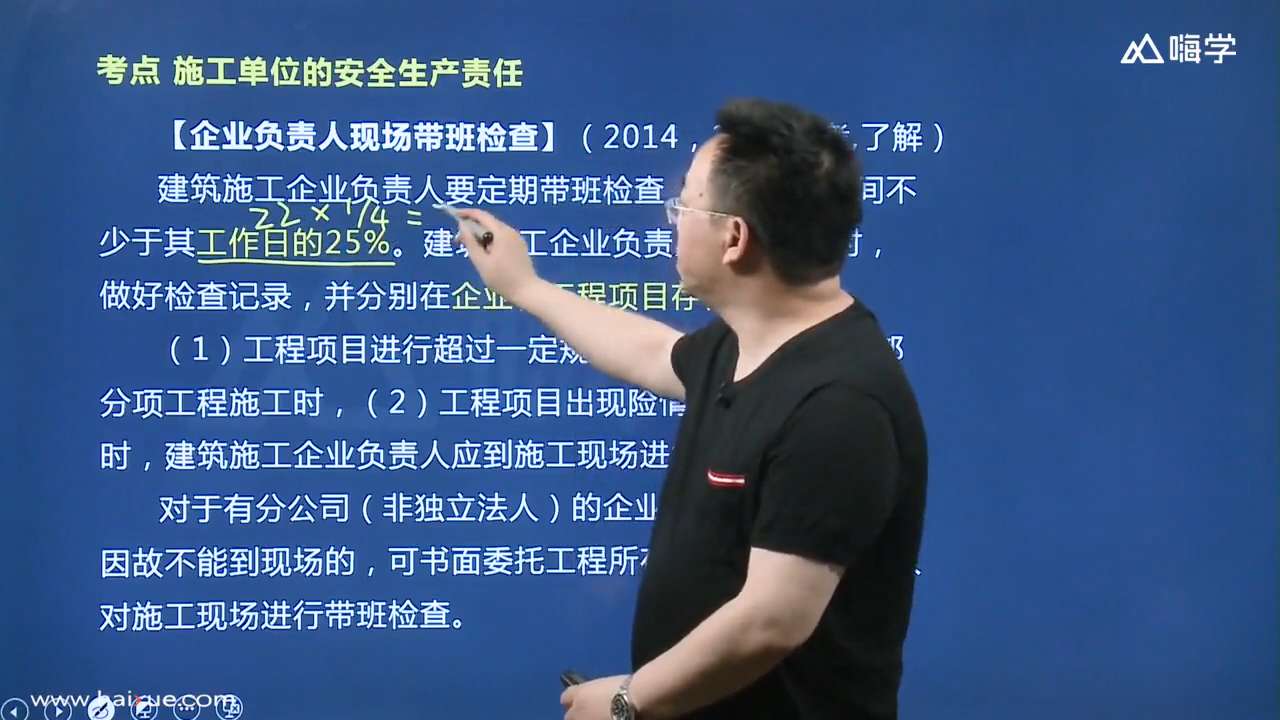 嗨学
考点 施工单位的安全生产责任
【企业负责人现场带班检查】（2014，了解）
建筑施工企业负责人要定期带班检查
间不
22 × 1/4 =
少于其工作日的25%。建筑施工企业负责
时，
做好检查记录，并分别在企业和工程项目存
（1）工程项目进行超过一定规
分项工程施工时，（2）工程项目出现险情
时，建筑施工企业负责人应到施工现场进
对于有分公司（非独立法人）的企业
因故不能到现场的，可书面委托工程所在
对施工现场进行带班检查。
www.haixue.com